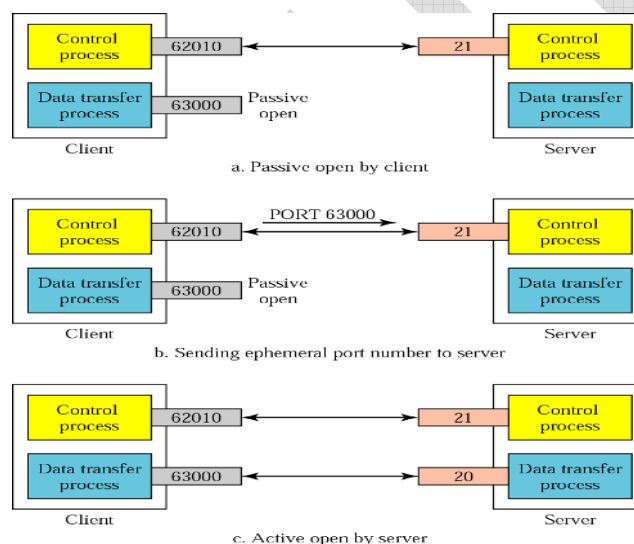 Control
process
62010
21
Control
process
Data transfer
process
63000
Passive
open
Data transfer
process
Client
Server
a. Passive open by client
PORT 63000
Control
process
62010
21
Control
process
Data transfer
process
63000
Passive
open
Data transfer
process
Client
Server
b. Sending ephemeral port number to server
Control
process
62010
21
Control
process
Data transfer
process
63000
20
Data transfer
process
Client
Server
c. Active open by server